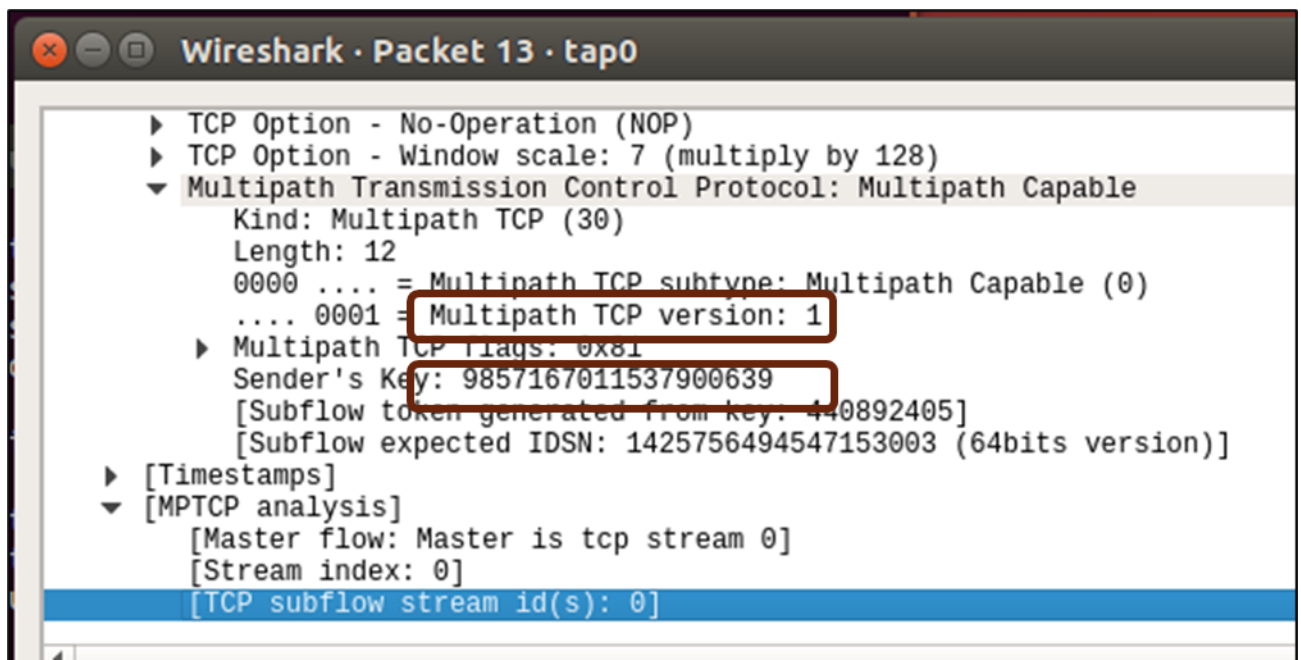 Wireshark · Packet 13 · tap0
TCP Option - No-Operation (NOP)
TCP Option - Window scale: 7 (multiply by 128)
Multipath Transmission Control Protocol: Multipath Capable
Kind: Multipath TCP (30)
Length: 12
0000 .... = Multipath TCP subtype: Multipath Capable (0)
.... 0001 = Multipath TCP version: 1
Multipath TCP flags: 0x81
Sender's Key: 9857167011537900639
[Subflow token generated from key: 440892405]
[Subflow expected IDSN: 1425756494547153003 (64bits version)]
[Timestamps]
[MPTCP analysis]
[Master flow: Master is tcp stream 0]
[Stream index: 0]
[TCP subflow stream id(s): 0]